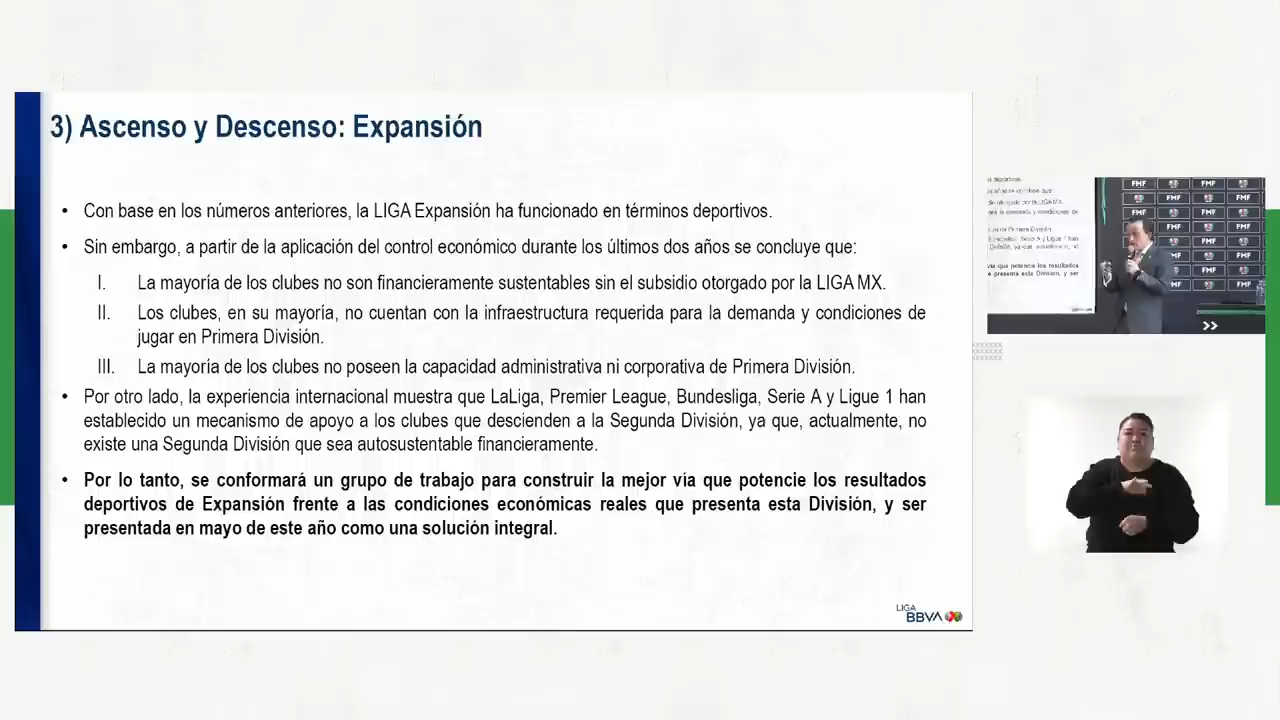 3) Ascenso y Descenso: Expansión
• Con base en los números anteriores, la LIGA Expansión ha funcionado en términos deportivos.
• Sin embargo, a partir de la aplicación del control económico durante los últimos dos años se concluye que:
I. La mayoría de los clubes no son financieramente sustentables sin el subsidio otorgado por la LIGA MX.
II. Los clubes, en su mayoría, no cuentan con la infraestructura requerida para la demanda y condiciones de
jugar en Primera División.
III. La mayoría de los clubes no poseen la capacidad administrativa ni corporativa de Primera División.
• Por otro lado, la experiencia internacional muestra que LaLiga, Premier League, Bundesliga, Serie A y Ligue 1 han
establecido un mecanismo de apoyo a los clubes que descienden a la Segunda División, ya que, actualmente, no
existe una Segunda División que sea autosustentable financieramente.
• Por lo tanto, se conformará un grupo de trabajo para construir la mejor vía que potencie los resultados
deportivos de Expansión frente a las condiciones económicas reales que presenta esta División, y ser
presentada en mayo de este año como una solución integral.
LIGA
BBVA
FMF FMF
FMF
FMF
FMF
FMF FMF